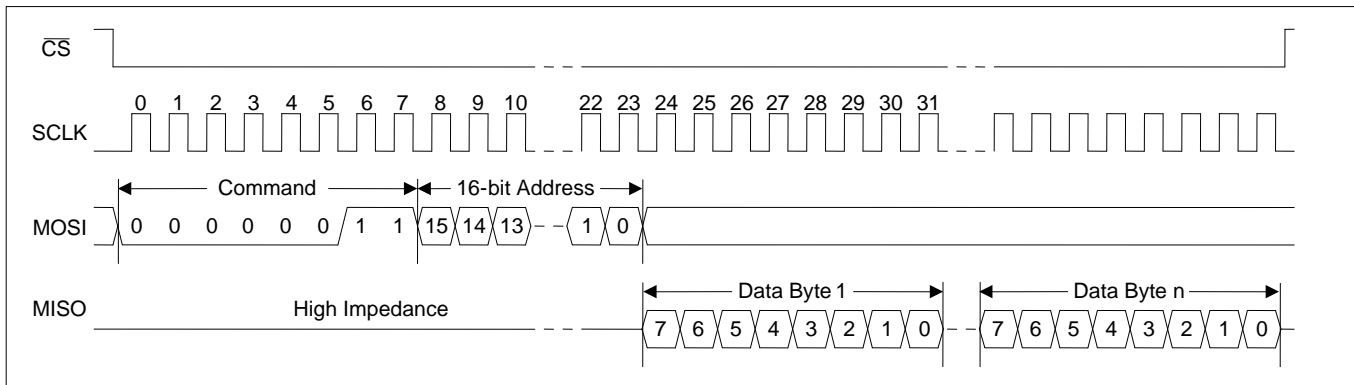 CS
0 1 2 3 4 5 6 7 8 9 10 22 23 24 25 26 27 28 29 30 31
SCLK
Command 16-bit Address
MOSI 0 0 0 0 0 0 1 1 15 14 13 1 0
Data Byte 1 Data Byte n
MISO High Impedance
7 6 5 4 3 2 1 0 7 6 5 4 3 2 1 0